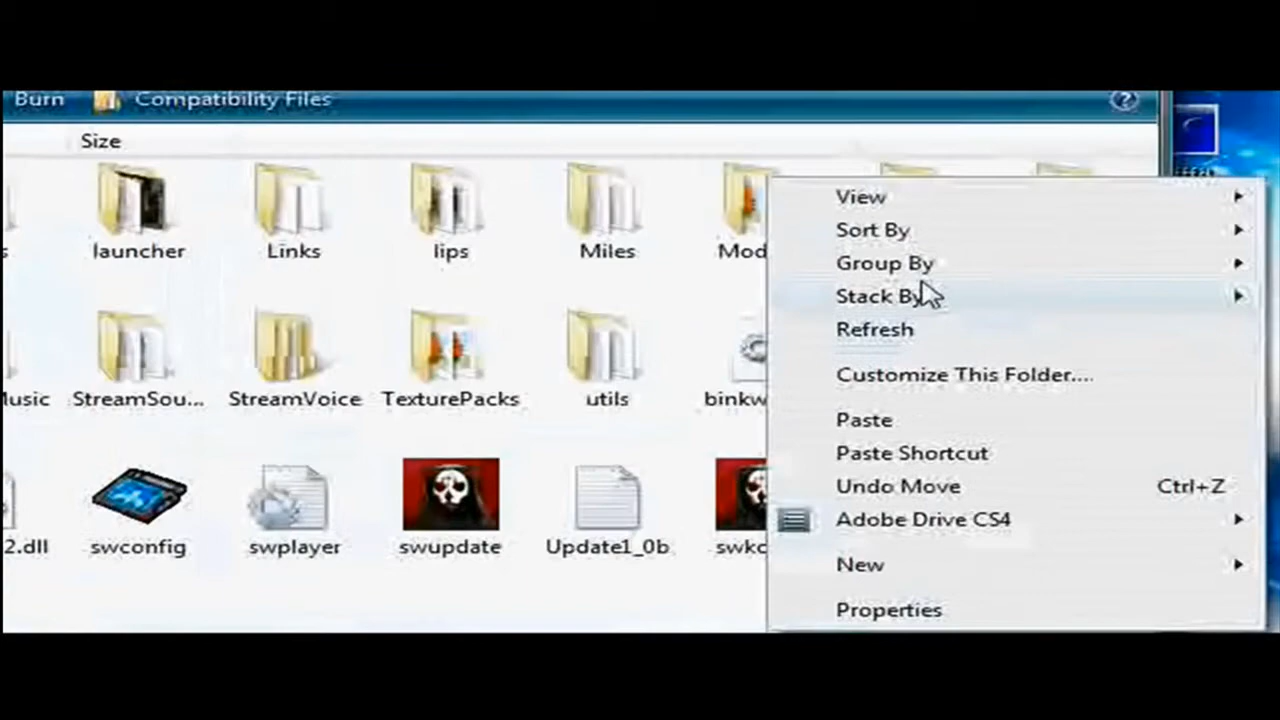 Burn Compatibility Files
Size
launcher Links lips Miles Mod
StreamSou... StreamVoice TexturePacks utils binkw
2.dll swconfig swplayer swupdate Update1_0b swkc
View
Sort By
Group By
Stack By
Refresh
Customize This Folder....
Paste
Paste Shortcut
Undo Move Ctrl+Z
Adobe Drive CS4
New
Properties